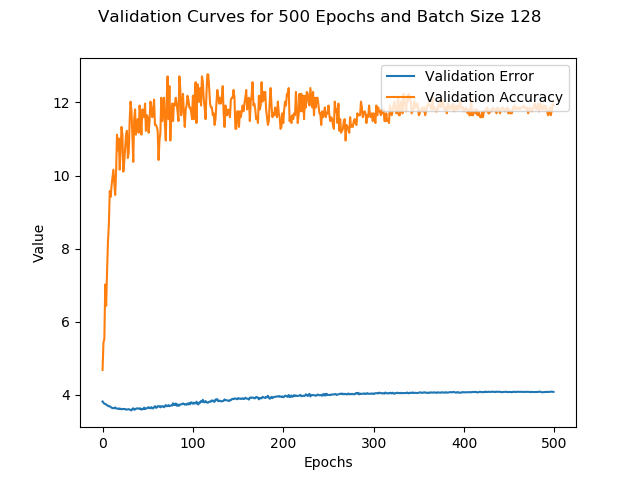 Validation Curves for 500 Epochs and Batch Size 128
Validation Error
Validation Accuracy
12
10
8
6
4
Value
0
100
200
300
400
500
Epochs